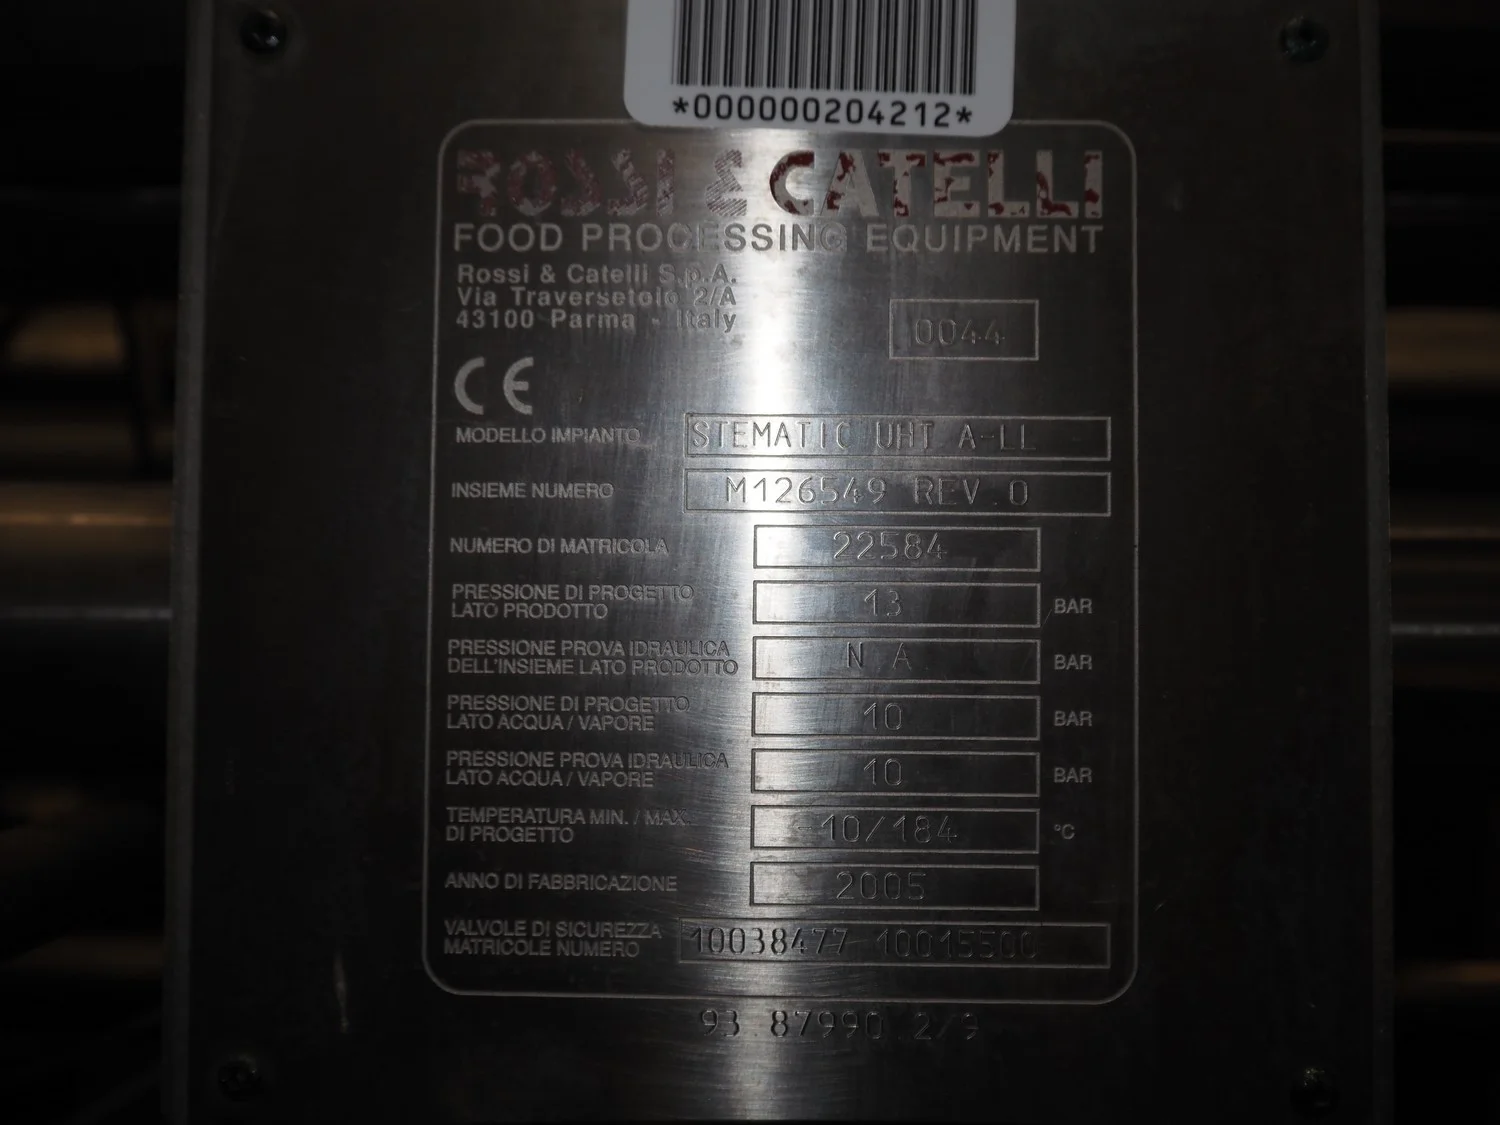 *000000204212*
ROSSI & CATELLI
FOOD PROCESSING EQUIPMENT
Rossi & Catelli S.p.A.
Via Traversetolo 2/A
43100 Parma - Italy
0044
CE
MODELLO IMPIANTO STEMATIC UHT A-LL
INSIEME NUMERO M126549 REV.0
NUMERO DI MATRICOLA 22584
PRESSIONE DI PROGETTO
LATO PRODOTTO 13 BAR
PRESSIONE PROVA IDRAULICA
DELL'INSIEME LATO PRODOTTO N A BAR
PRESSIONE DI PROGETTO
LATO ACQUA / VAPORE 10 BAR
PRESSIONE PROVA IDRAULICA
LATO ACQUA / VAPORE 10 BAR
TEMPERATURA MIN. / MAX.
DI PROGETTO -10/184 °C
ANNO DI FABBRICAZIONE 2005
VALVOLE DI SICUREZZA
MATRICOLE NUMERO 10038477 10015500
93.87990.2/9